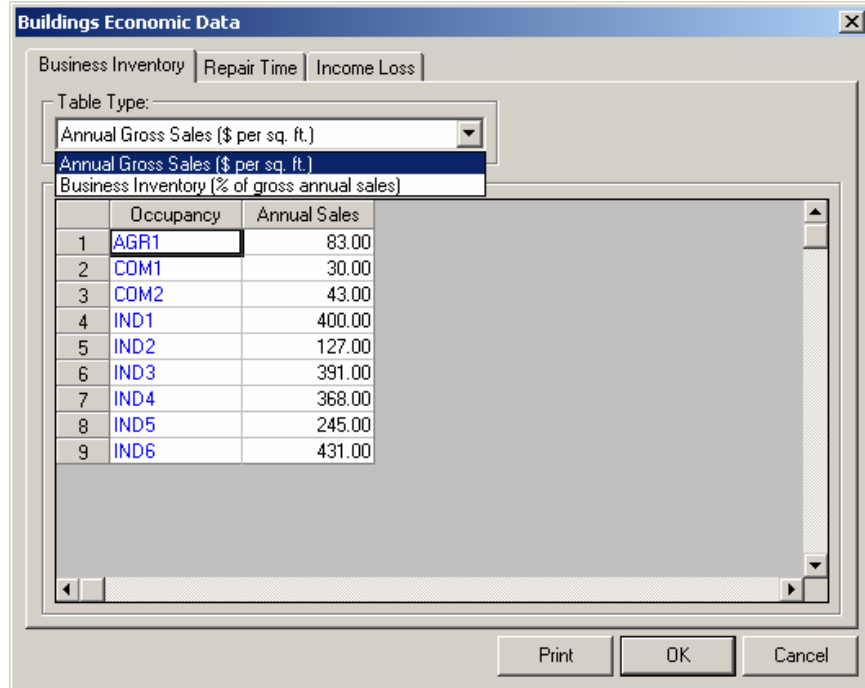 Buildings Economic Data
Business Inventory Repair Time Income Loss
Table Type:
Annual Gross Sales ($ per sq. ft.)
Annual Gross Sales ($ per sq. ft.)
Business Inventory (% of gross annual sales)
Occupancy Annual Sales
1 AGR1 83.00
2 COM1 30.00
3 COM2 43.00
4 IND1 400.00
5 IND2 127.00
6 IND3 391.00
7 IND4 368.00
8 IND5 245.00
9 IND6 431.00
Print OK Cancel